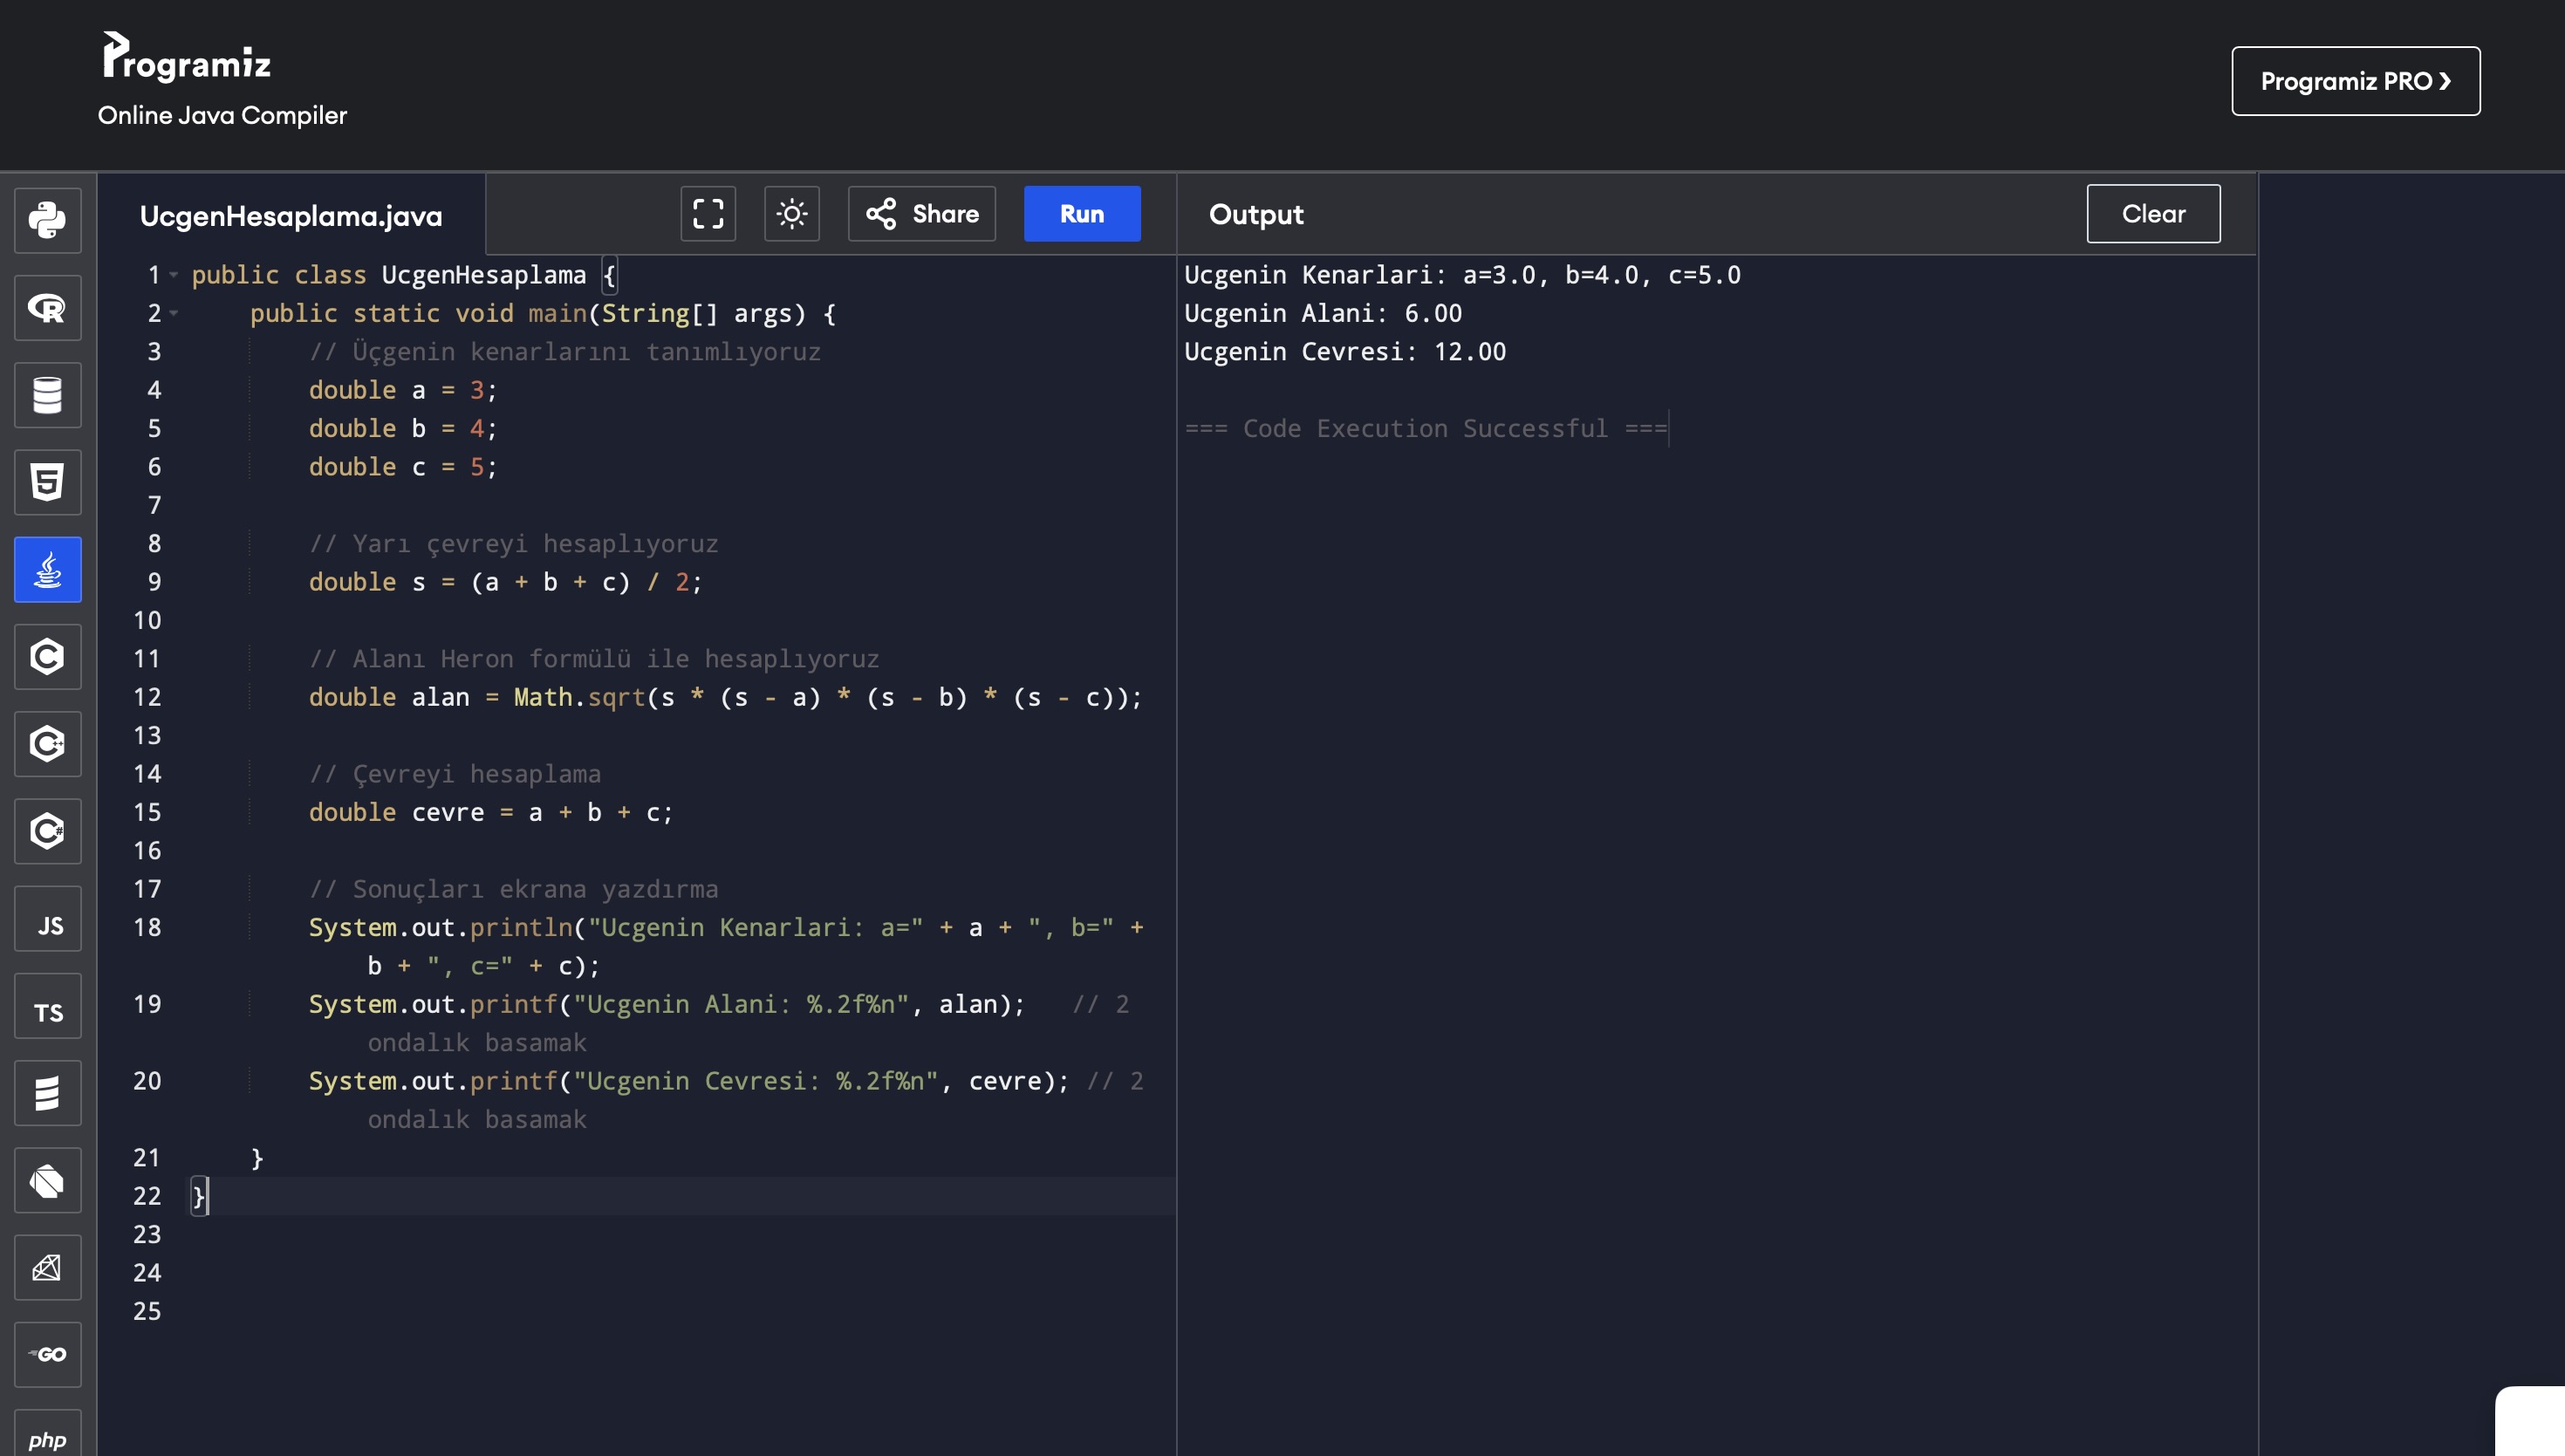 Programiz
Online Java Compiler
Programiz PRO ❯
UcgenHesaplama.java
Share
Run
Output
Clear
1 public class UcgenHesaplama {
2     public static void main(String[] args) {
3         // Üçgenin kenarlarını tanımlıyoruz
4         double a = 3;
5         double b = 4;
6         double c = 5;
7
8         // Yarı çevreyi hesaplıyoruz
9         double s = (a + b + c) / 2;
10
11         // Alanı Heron formülü ile hesaplıyoruz
12         double alan = Math.sqrt(s * (s - a) * (s - b) * (s - c));
13
14         // Çevreyi hesaplama
15         double cevre = a + b + c;
16
17         // Sonuçları ekrana yazdırma
18         System.out.println("Ucgenin Kenarlari: a=" + a + ", b=" +
            b + ", c=" + c);
19         System.out.printf("Ucgenin Alani: %.2f%n", alan);   // 2
            ondalık basamak
20         System.out.printf("Ucgenin Cevresi: %.2f%n", cevre); // 2
            ondalık basamak
21     }
22 }
23
24
25
Ucgenin Kenarlari: a=3.0, b=4.0, c=5.0
Ucgenin Alani: 6.00
Ucgenin Cevresi: 12.00
=== Code Execution Successful ===
R
5
C
C++
C#
JS
TS
GO
php